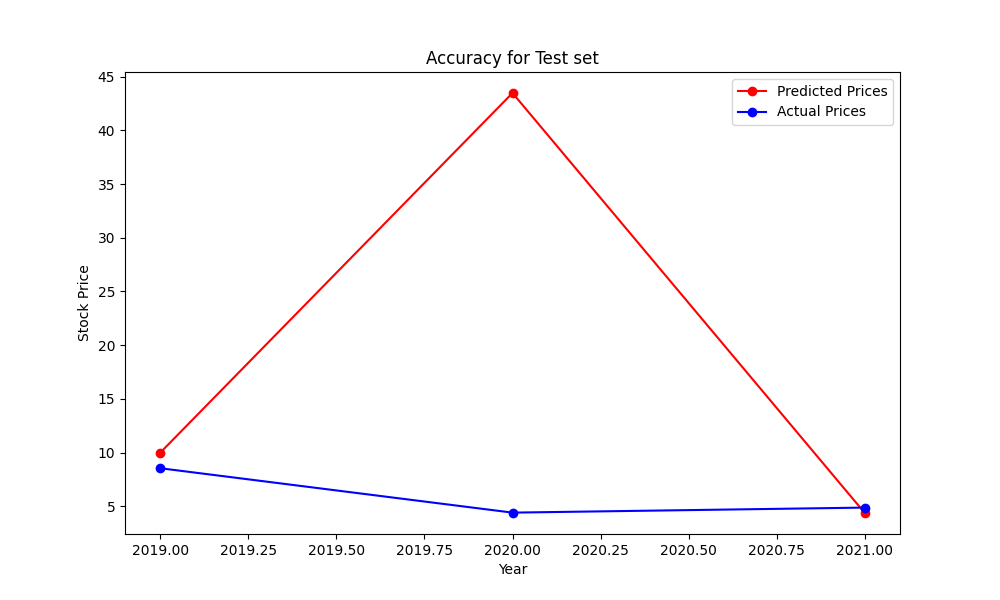 Accuracy for Test set
Predicted Prices
Actual Prices
45
40
35
30
25
20
15
10
5
Stock Price
2019.00 2019.25 2019.50 2019.75 2020.00 2020.25 2020.50 2020.75 2021.00
Year